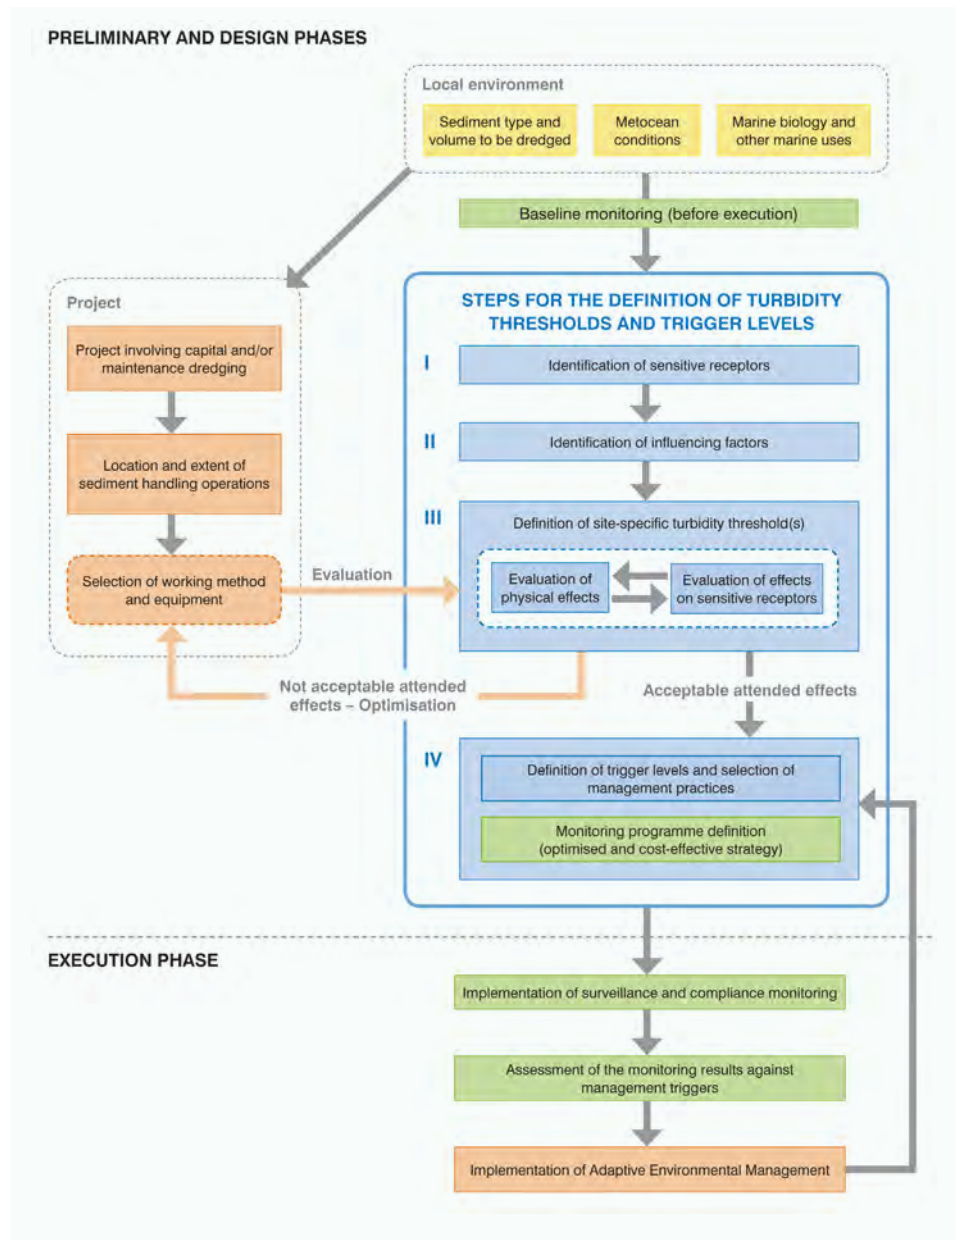 PRELIMINARY AND DESIGN PHASES
Local environment
Sediment type and
volume to be dredged
Metocean
conditions
Marine biology and
other marine uses
Baseline monitoring (before execution)
Project
Project involving capital and/or
maintenance dredging
Location and extent of
sediment handling operations
Selection of working method
and equipment
Evaluation
STEPS FOR THE DEFINITION OF TURBIDITY
THRESHOLDS AND TRIGGER LEVELS
I
Identification of sensitive receptors
II
Identification of influencing factors
III
Definition of site-specific turbidity threshold(s)
Evaluation of
physical effects
Evaluation of effects
on sensitive receptors
Not acceptable attended
effects – Optimisation
Acceptable attended effects
IV
Definition of trigger levels and selection of
management practices
Monitoring programme definition
(optimised and cost-effective strategy)
EXECUTION PHASE
Implementation of surveillance and compliance monitoring
Assessment of the monitoring results against
management triggers
Implementation of Adaptive Environmental Management